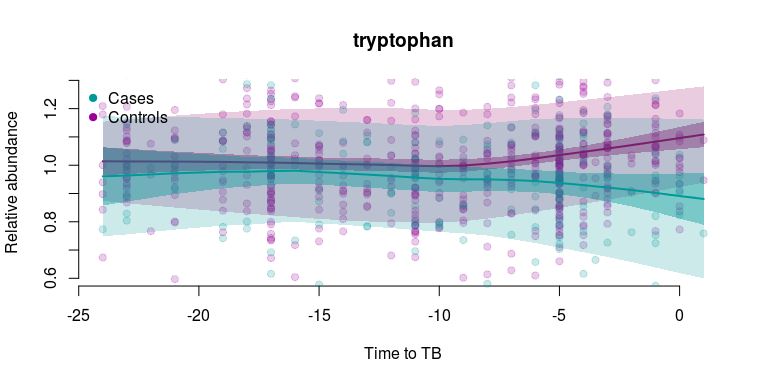 tryptophan
Cases
Controls
Relative abundance
1.2
1.0
0.8
0.6
-25
-20
-15
-10
-5
0
Time to TB